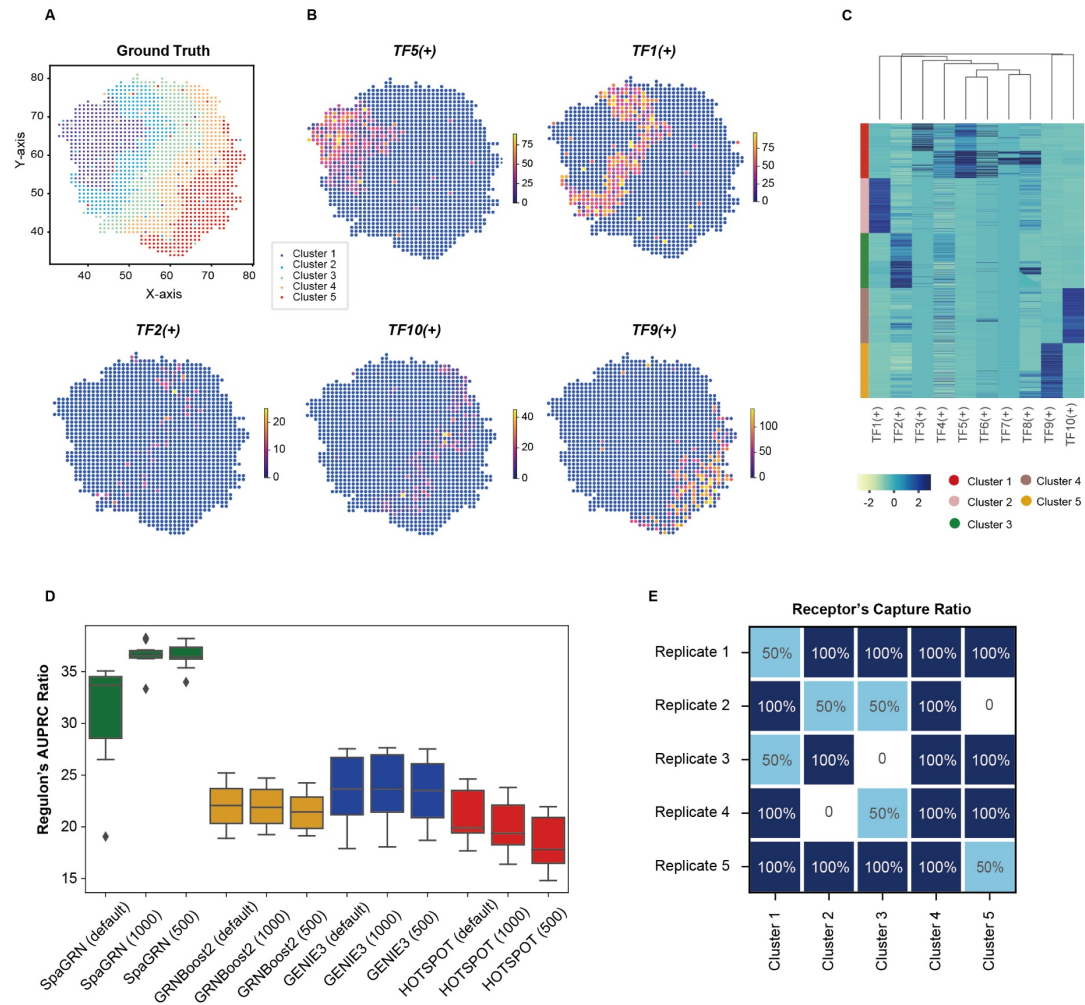 A
B
C
Ground Truth
80
70
60
50
40
Y-axis
40
50
60
70
80
X-axis
Cluster 1
Cluster 2
Cluster 3
Cluster 4
Cluster 5
TF5(+)
75
50
25
0
TF1(+)
75
50
25
0
TF2(+)
20
10
0
TF10(+)
40
20
0
TF9(+)
100
50
0
TF1(+)
TF2(+)
TF3(+)
TF4(+)
TF5(+)
TF6(+)
TF7(+)
TF8(+)
TF9(+)
TF10(+)
-2 0 2
Cluster 1
Cluster 2
Cluster 3
Cluster 4
Cluster 5
D
Regulon's AUPRC Ratio
35
30
25
20
15
SpaGRN (default)
SpaGRN (1000)
SpaGRN (500)
GRNBoost2 (default)
GRNBoost2 (1000)
GRNBoost2 (500)
GENIE3 (default)
GENIE3 (1000)
GENIE3 (500)
HOTSPOT (default)
HOTSPOT (1000)
HOTSPOT (500)
E
Receptor's Capture Ratio
Replicate 1 50% 100% 100% 100% 100%
Replicate 2 100% 50% 50% 100% 0
Replicate 3 50% 100% 0 100% 100%
Replicate 4 100% 0 50% 100% 100%
Replicate 5 100% 100% 100% 100% 50%
Cluster 1
Cluster 2
Cluster 3
Cluster 4
Cluster 5